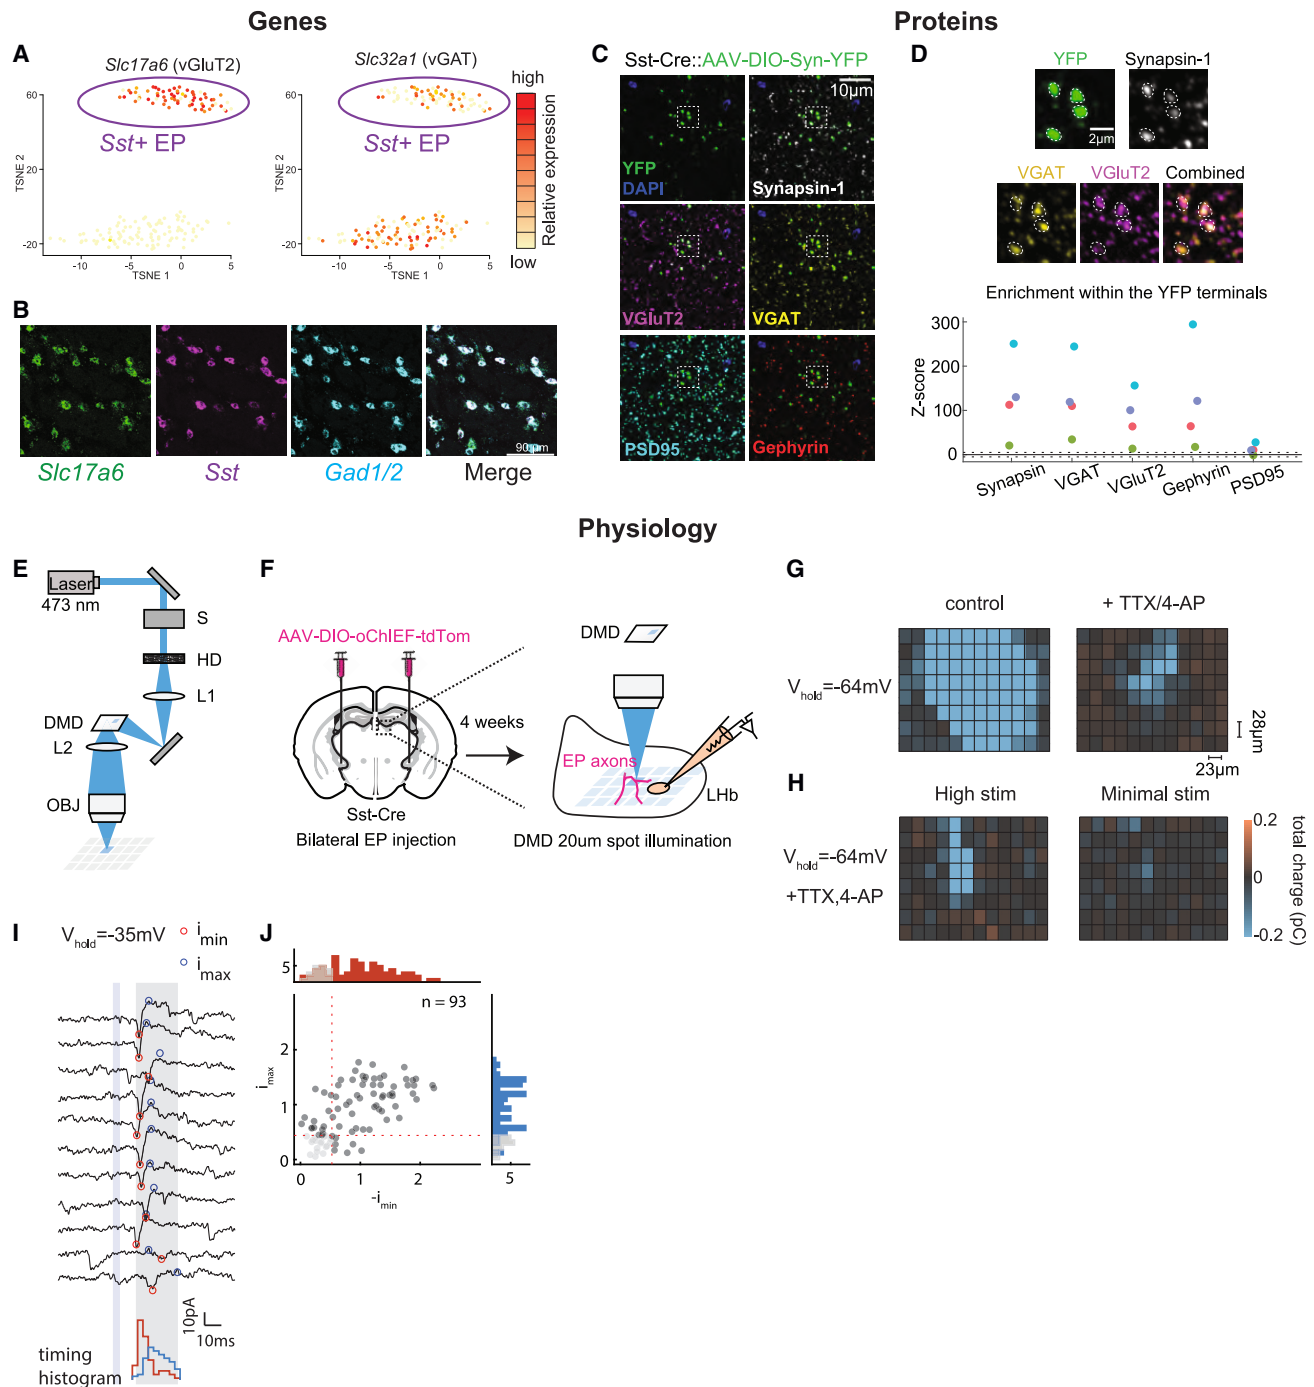 Genes
Proteins
A
Slc17a6 (vGluT2)
Slc32a1 (vGAT)
high
60
Sst+ EP
TSNE 2
20
-20
-10
-5
0
5
TSNE 1
60
Sst+ EP
TSNE 2
20
-20
-10
-5
0
5
TSNE 1
Relative expression
low
B
Slc17a6
Sst
Gad1/2
Merge
90 µm
C
Sst-Cre::AAV-DIO-Syn-YFP
10µm
YFP
DAPI
Synapsin-1
VGluT2
VGAT
PSD95
Gephyrin
D
YFP
Synapsin-1
2µm
VGAT
VGluT2
Combined
Enrichment within the YFP terminals
300
200
100
0
Z-score
Synapsin
VGAT
VGluT2
Gephyrin
PSD95
Physiology
E
Laser
473 nm
S
HD
L1
DMD
L2
OBJ
F
AAV-DIO-oChIEF-tdTom
4 weeks
Sst-Cre
Bilateral EP injection
DMD
EP axons
LHb
DMD 20um spot illumination
G
control
+ TTX/4-AP
Vhold=-64mV
28µm
23µm
H
High stim
Minimal stim
Vhold=-64mV
+TTX,4-AP
0.2
0
-0.2
total charge (pC)
I
Vhold=-35mV
imin
imax
10pA
10ms
timing
histogram
J
5
n = 93
2
1
0
imax
0
1
2
-imin
5